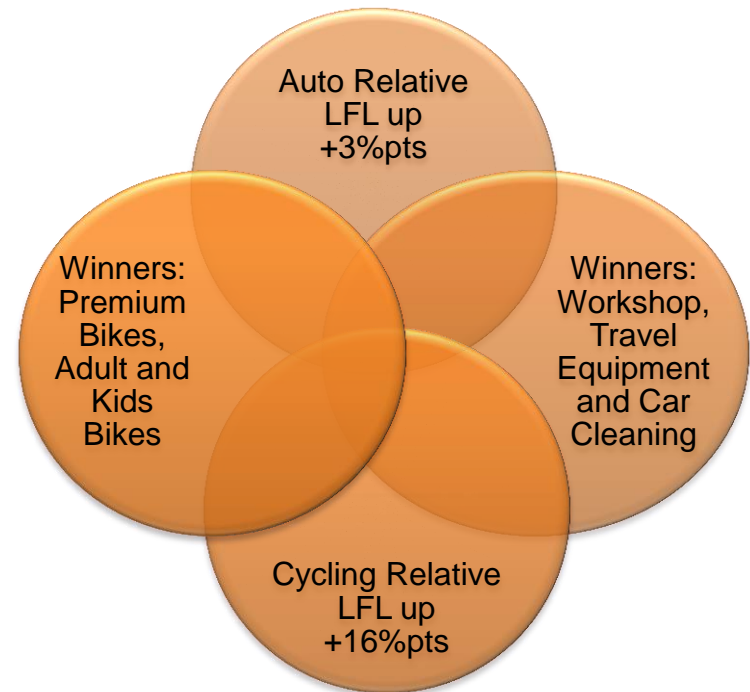 Auto Relative
LFL up
+3%pts
Winners:
Premium
Bikes,
Adult and
Kids
Bikes
Winners:
Workshop,
Travel
Equipment
and Car
Cleaning
Cycling Relative
LFL up
+16%pts